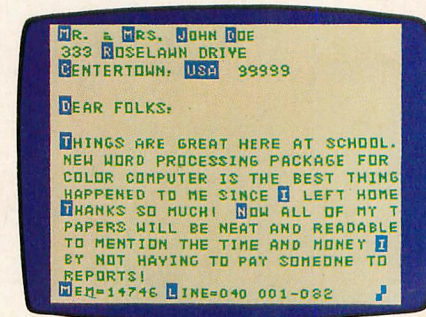 MR. & MRS. JOHN DOE
333 ROSELAWN DRIVE
CENTERTOWN, USA 99999
DEAR FOLKS:
THINGS ARE GREAT HERE AT SCHOOL.
NEW WORD PROCESSING PACKAGE FOR
COLOR COMPUTER IS THE BEST THING
HAPPENED TO ME SINCE I LEFT HOME
THANKS SO MUCH! NOW ALL OF MY T
PAPERS WILL BE NEAT AND READABLE
TO MENTION THE TIME AND MONEY I
BY NOT HAVING TO PAY SOMEONE TO
REPORTS!
MEM=14746 LINE=040 001-032